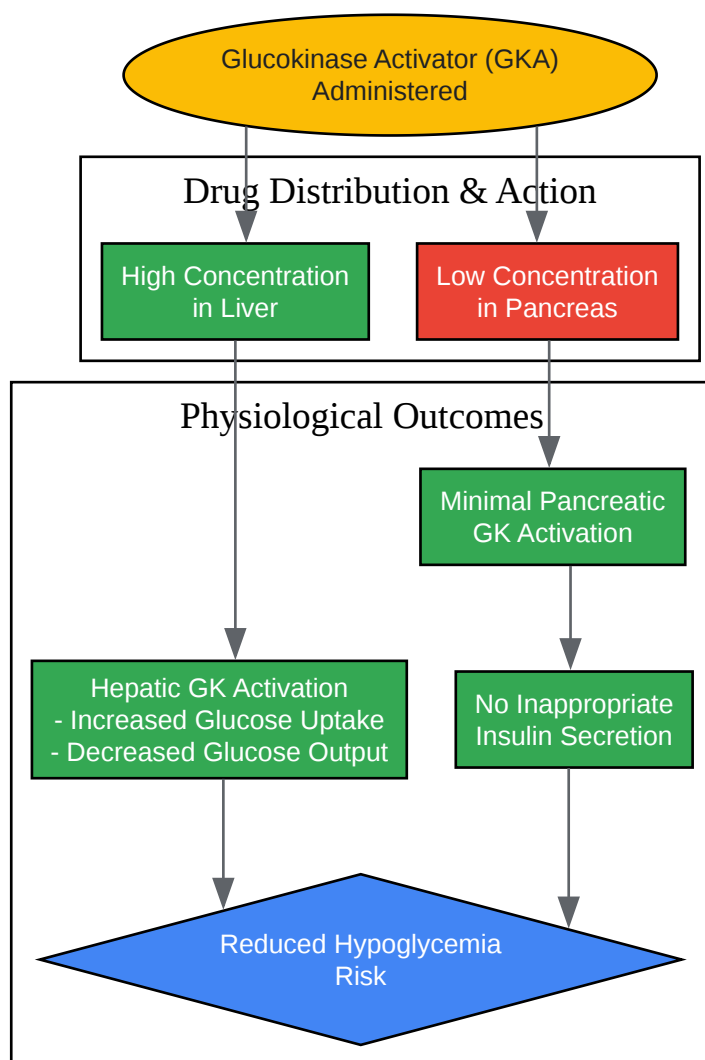 Glucokinase Activator (GKA)
Administered
Drug Distribution & Action
High Concentration
in Liver
Low Concentration
in Pancreas
Physiological Outcomes
Minimal Pancreatic
GK Activation
Hepatic GK Activation
- Increased Glucose Uptake
- Decreased Glucose Output
No Inappropriate
Insulin Secretion
Reduced Hypoglycemia
Risk